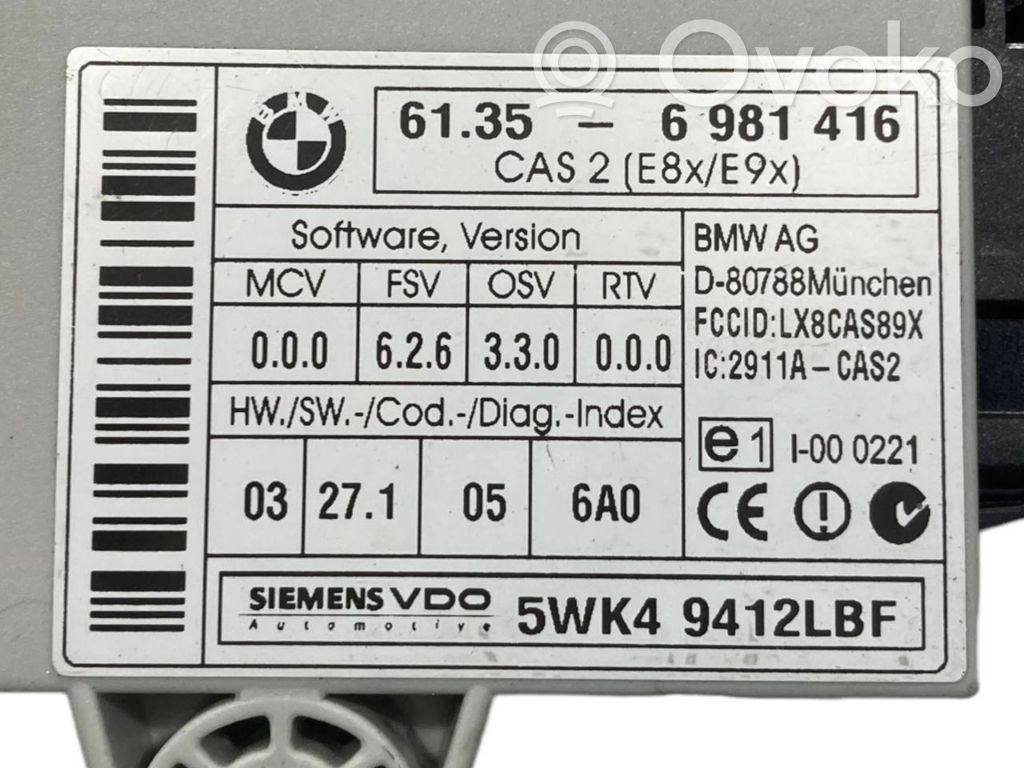 Ovoko
BMW
61.35 – 6 981 416
CAS 2 (E8x/E9x)
Software, Version
MCV FSV OSV RTV
0.0.0 6.2.6 3.3.0 0.0.0
HW./SW.-/Cod.-/Diag.-Index
03 27.1 05 6A0
BMW AG
D-80788München
FCCID:LX8CAS89X
IC:2911A–CAS2
e1 I-00 0221
CE
SIEMENS VDO
Automotive
5WK4 9412LBF